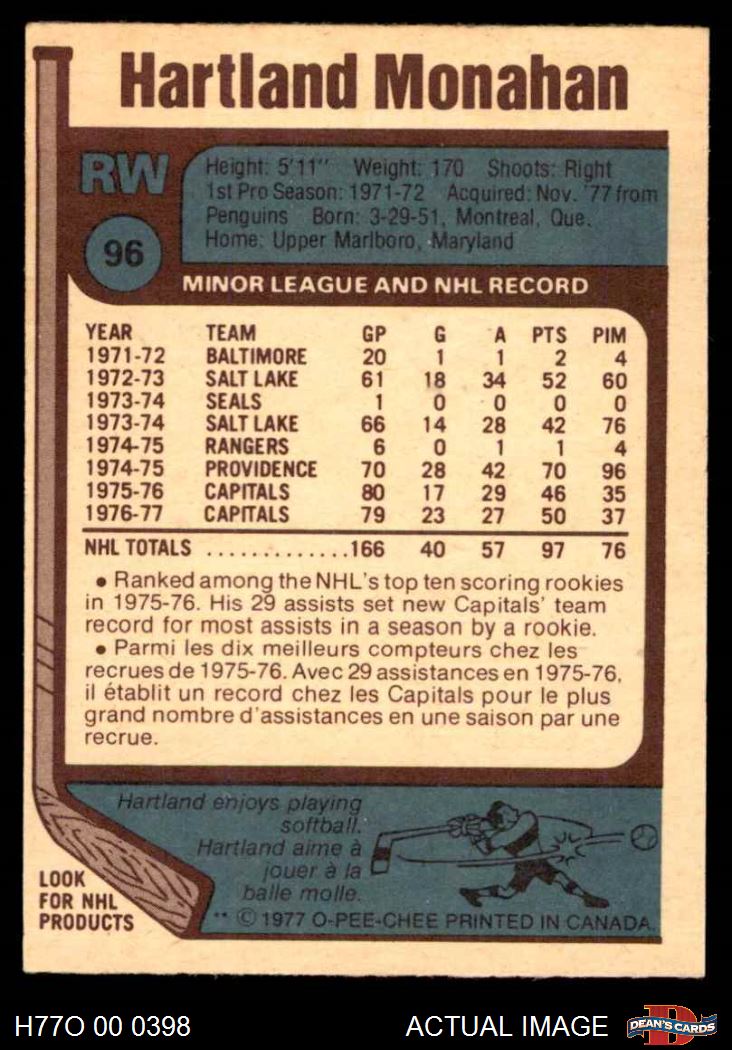 Hartland Monahan
RW
Height: 5'11" Weight: 170 Shoots: Right
1st Pro Season: 1971-72 Acquired: Nov. '77 from
Penguins Born: 3-29-51, Montreal, Que.
Home: Upper Marlboro, Maryland
96
MINOR LEAGUE AND NHL RECORD
YEAR TEAM GP G A PTS PIM
1971-72 BALTIMORE 20 1 1 2 4
1972-73 SALT LAKE 61 18 34 52 60
1973-74 SEALS 1 0 0 0 0
1973-74 SALT LAKE 66 14 28 42 76
1974-75 RANGERS 6 0 1 1 4
1974-75 PROVIDENCE 70 28 42 70 96
1975-76 CAPITALS 80 17 29 46 35
1976-77 CAPITALS 79 23 27 50 37
NHL TOTALS .............166 40 57 97 76
• Ranked among the NHL's top ten scoring rookies
in 1975-76. His 29 assists set new Capitals' team
record for most assists in a season by a rookie.
• Parmi les dix meilleurs compteurs chez les
recrues de 1975-76. Avec 29 assistances en 1975-76,
il établit un record chez les Capitals pour le plus
grand nombre d'assistances en une saison par une
recrue.
Hartland enjoys playing
softball.
Hartland aime à
jouer à la
balle molle.
LOOK
FOR NHL
PRODUCTS
** © 1977 O-PEE-CHEE PRINTED IN CANADA.
H77O 00 0398
ACTUAL IMAGE
D
DEAN'S CARDS